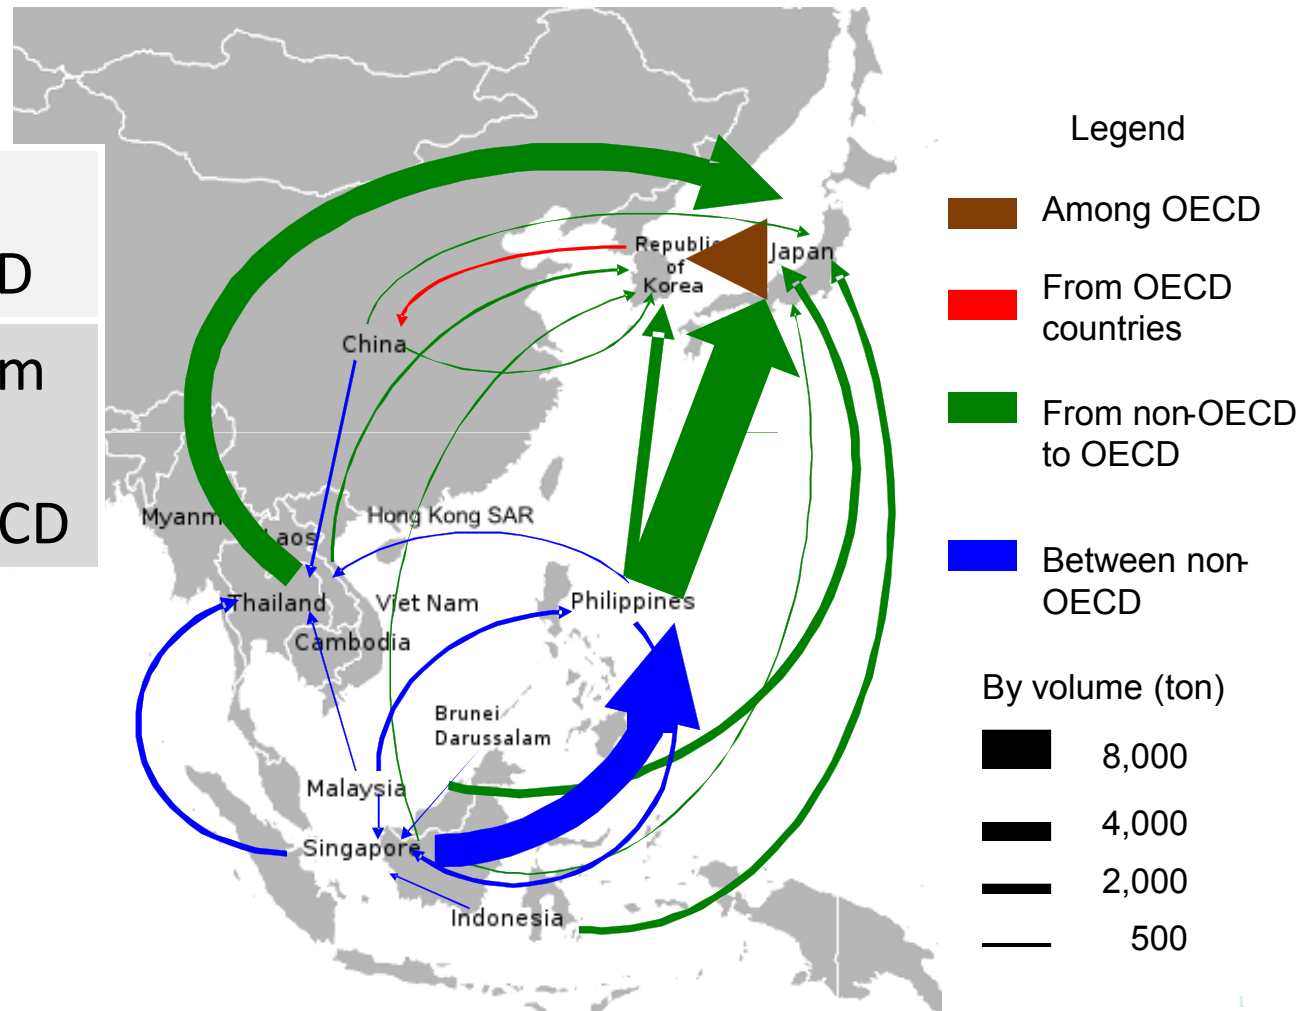 D
m
CD
Republic
of
Korea
Japan
China
Myanm
Laos
Hong Kong SAR
Thailand
Viet Nam
Philippines
Cambodia
Brunei
Darussalam
Malaysia
Singapore
Indonesia
Legend
Among OECD
From OECD
countries
From non-OECD
to OECD
Between non-
OECD
By volume (ton)
8,000
4,000
2,000
500
1